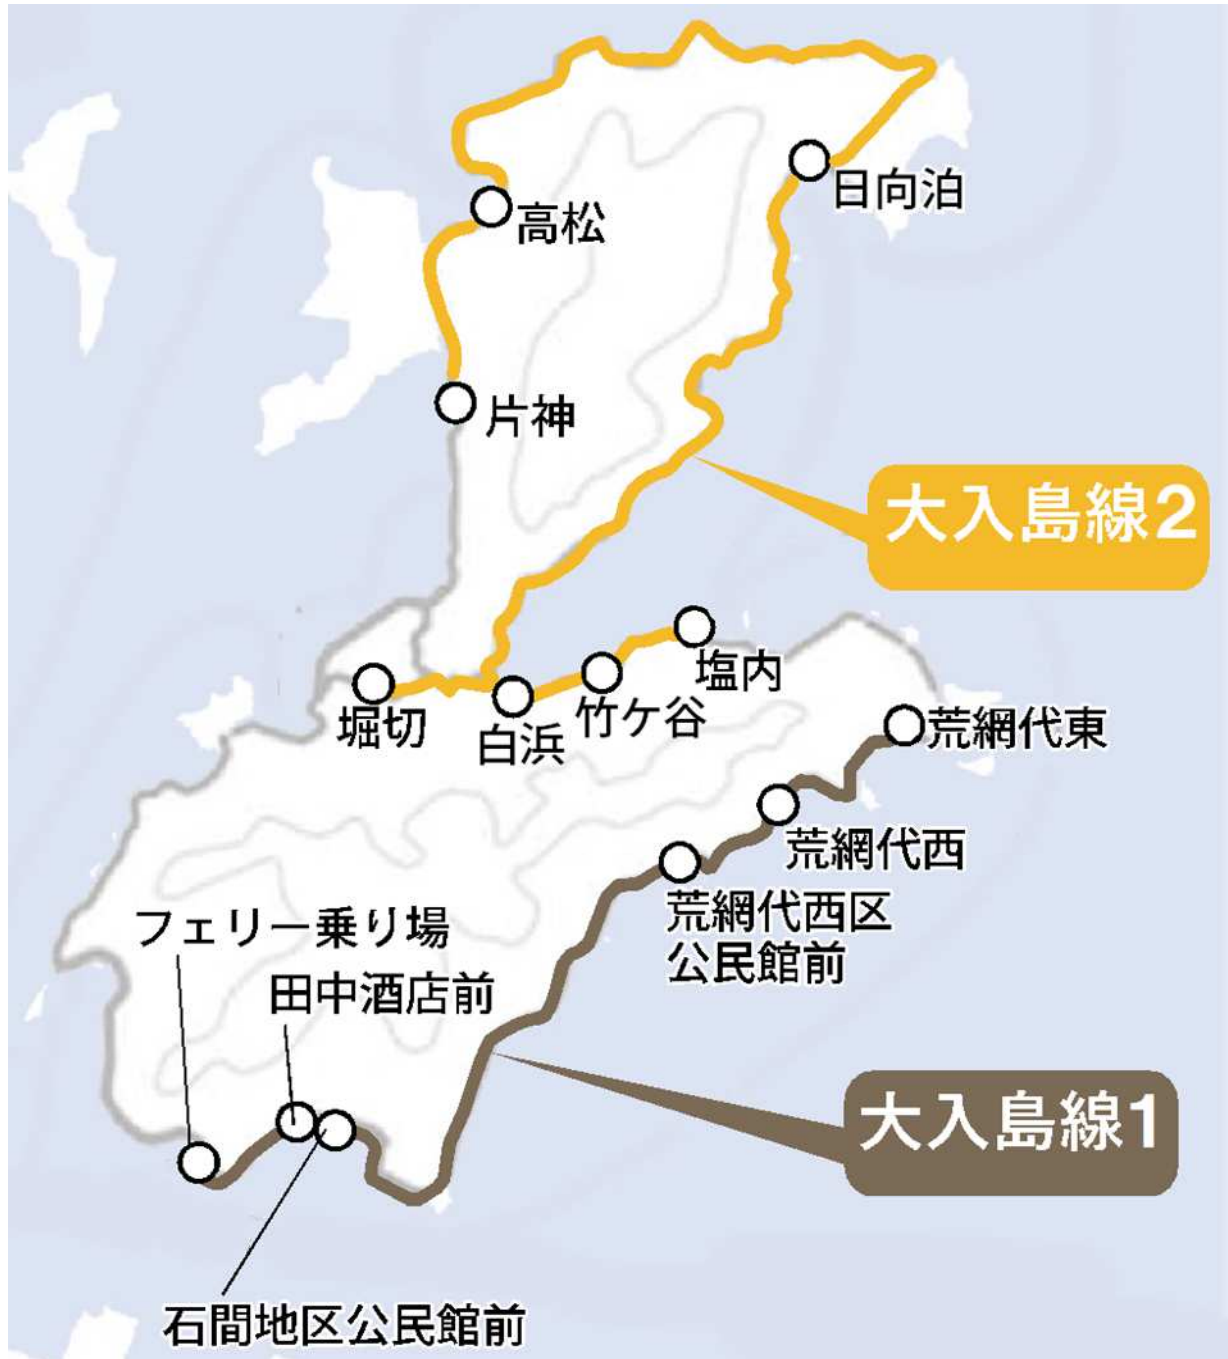 高松
日向泊
片神
大入島線2
塩内
竹ケ谷
白浜
堀切
荒網代東
荒網代西
荒網代西区
公民館前
フェリー乗り場
田中酒店前
大入島線1
石間地区公民館前